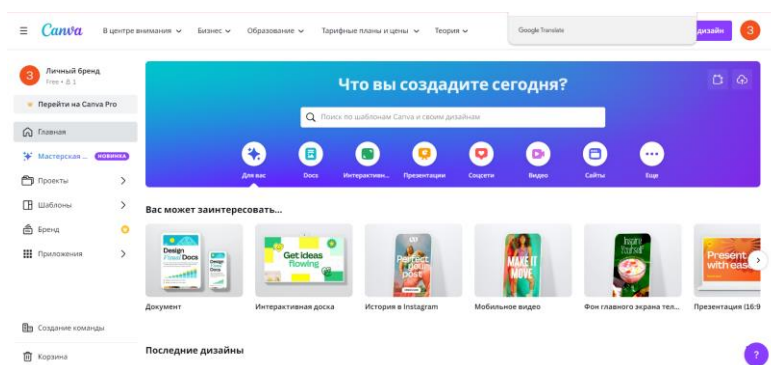 Canva
В центре внимания
Бизнес
Образование
Тарифные планы и цены
Теория
Google Translate
дизайн
З
З
Личный бренд
Free • 1
Перейти на Canva Pro
Главная
Мастерская ...
НОВИНКА
Проекты
Шаблоны
Бренд
Приложения
Создание команды
Корзина
Что вы создадите сегодня?
Поиск по шаблонам Canva и своим дизайнам
Для вас
Docs
Интерактивн...
Презентации
Соцсети
Видео
Сайты
Еще
Вас может заинтересовать...
Design
Docs
Get ideas
flowing
Perfect
post
MAKE IT
MOVE
Inspire
Yourself
Present
with ease
Документ
Интерактивная доска
История в Instagram
Мобильное видео
Фон главного экрана тел...
Презентация (16:9
Последние дизайны
?